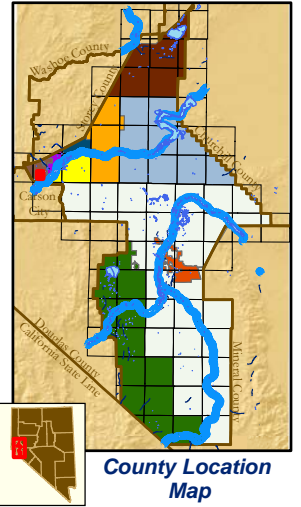 Washoe County
Storey County
Churchill County
Carson
City
Douglas County
California State Line
Mineral County
County Location
Map